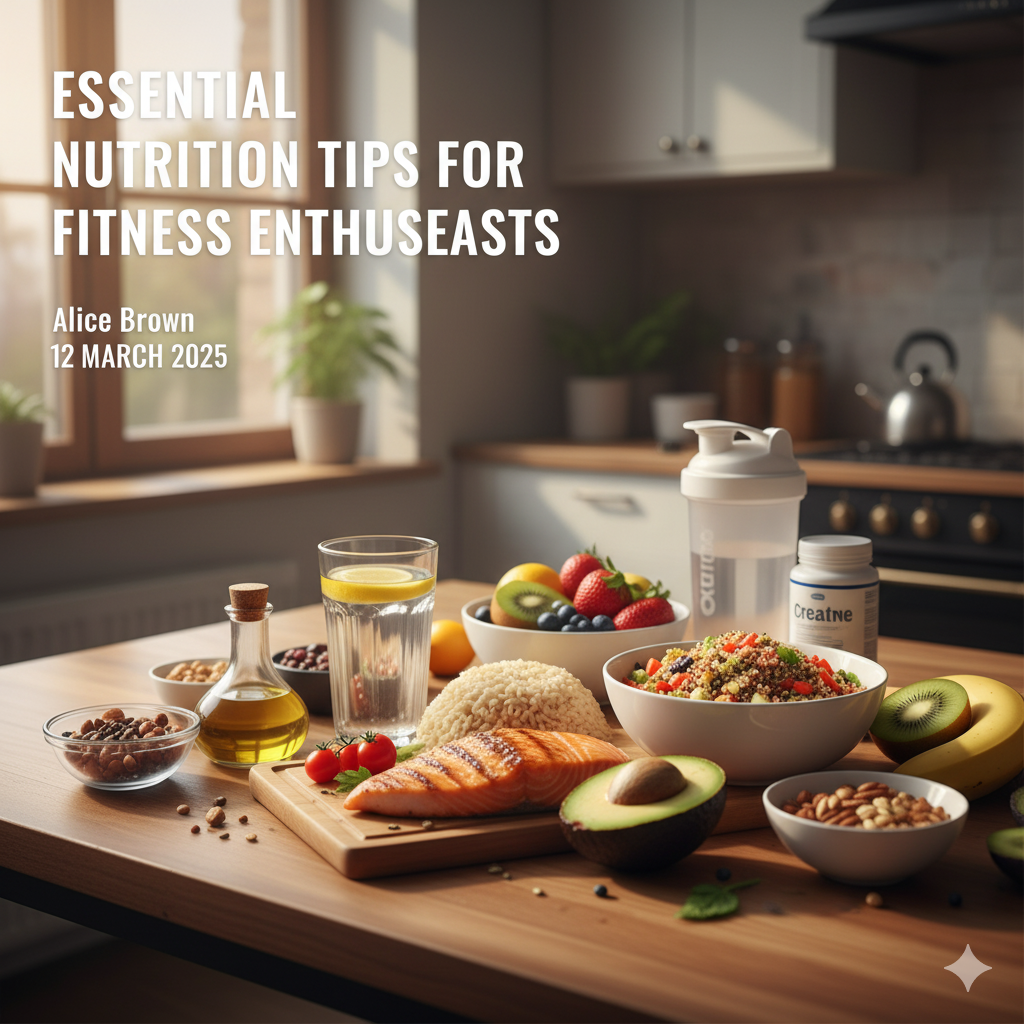 ESSENTIAL
NUTRITION TIPS FOR
FITNESS ENTHUSEASTS
Alice Brown
12 MARCH 2025
Creatne